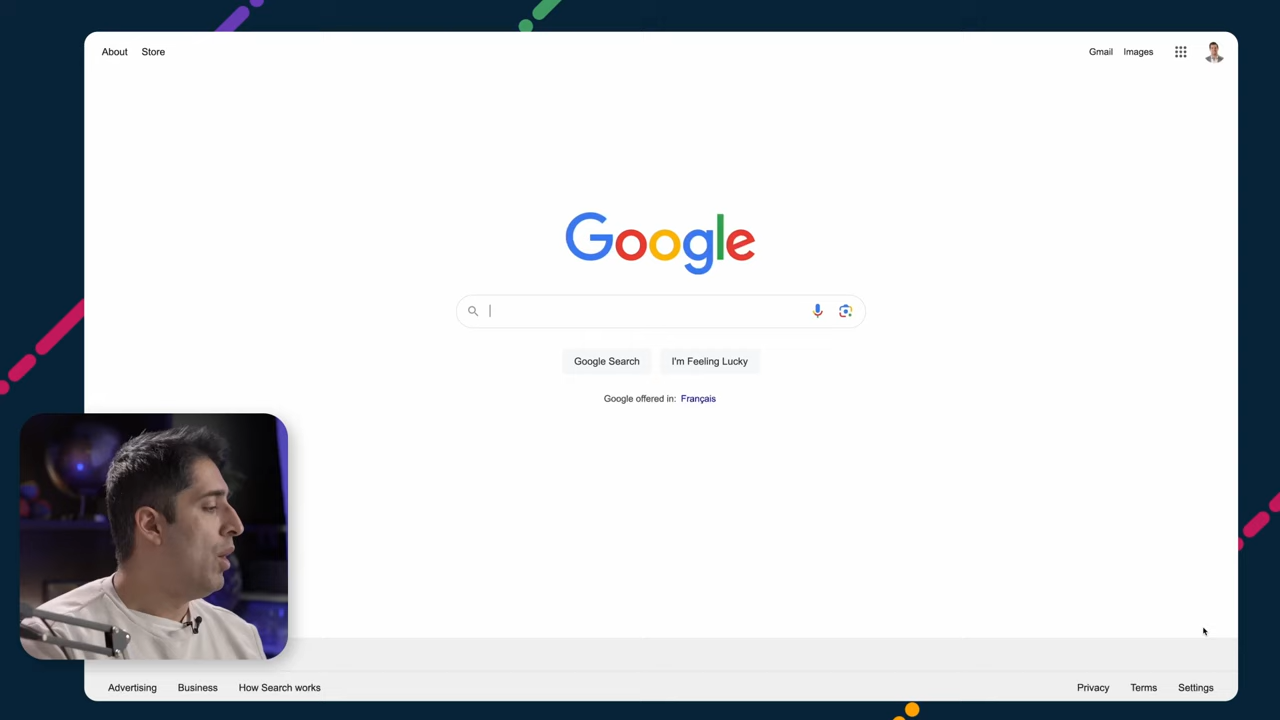 About Store Gmail Images
Google
Google Search I'm Feeling Lucky
Google offered in: Français
Advertising Business How Search works Privacy Terms Settings